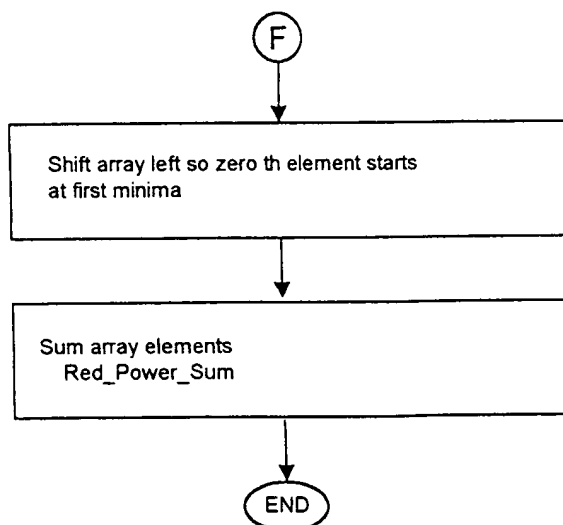 F
Shift array left so zero th element starts
at first minima
Sum array elements
Red_Power_Sum
END